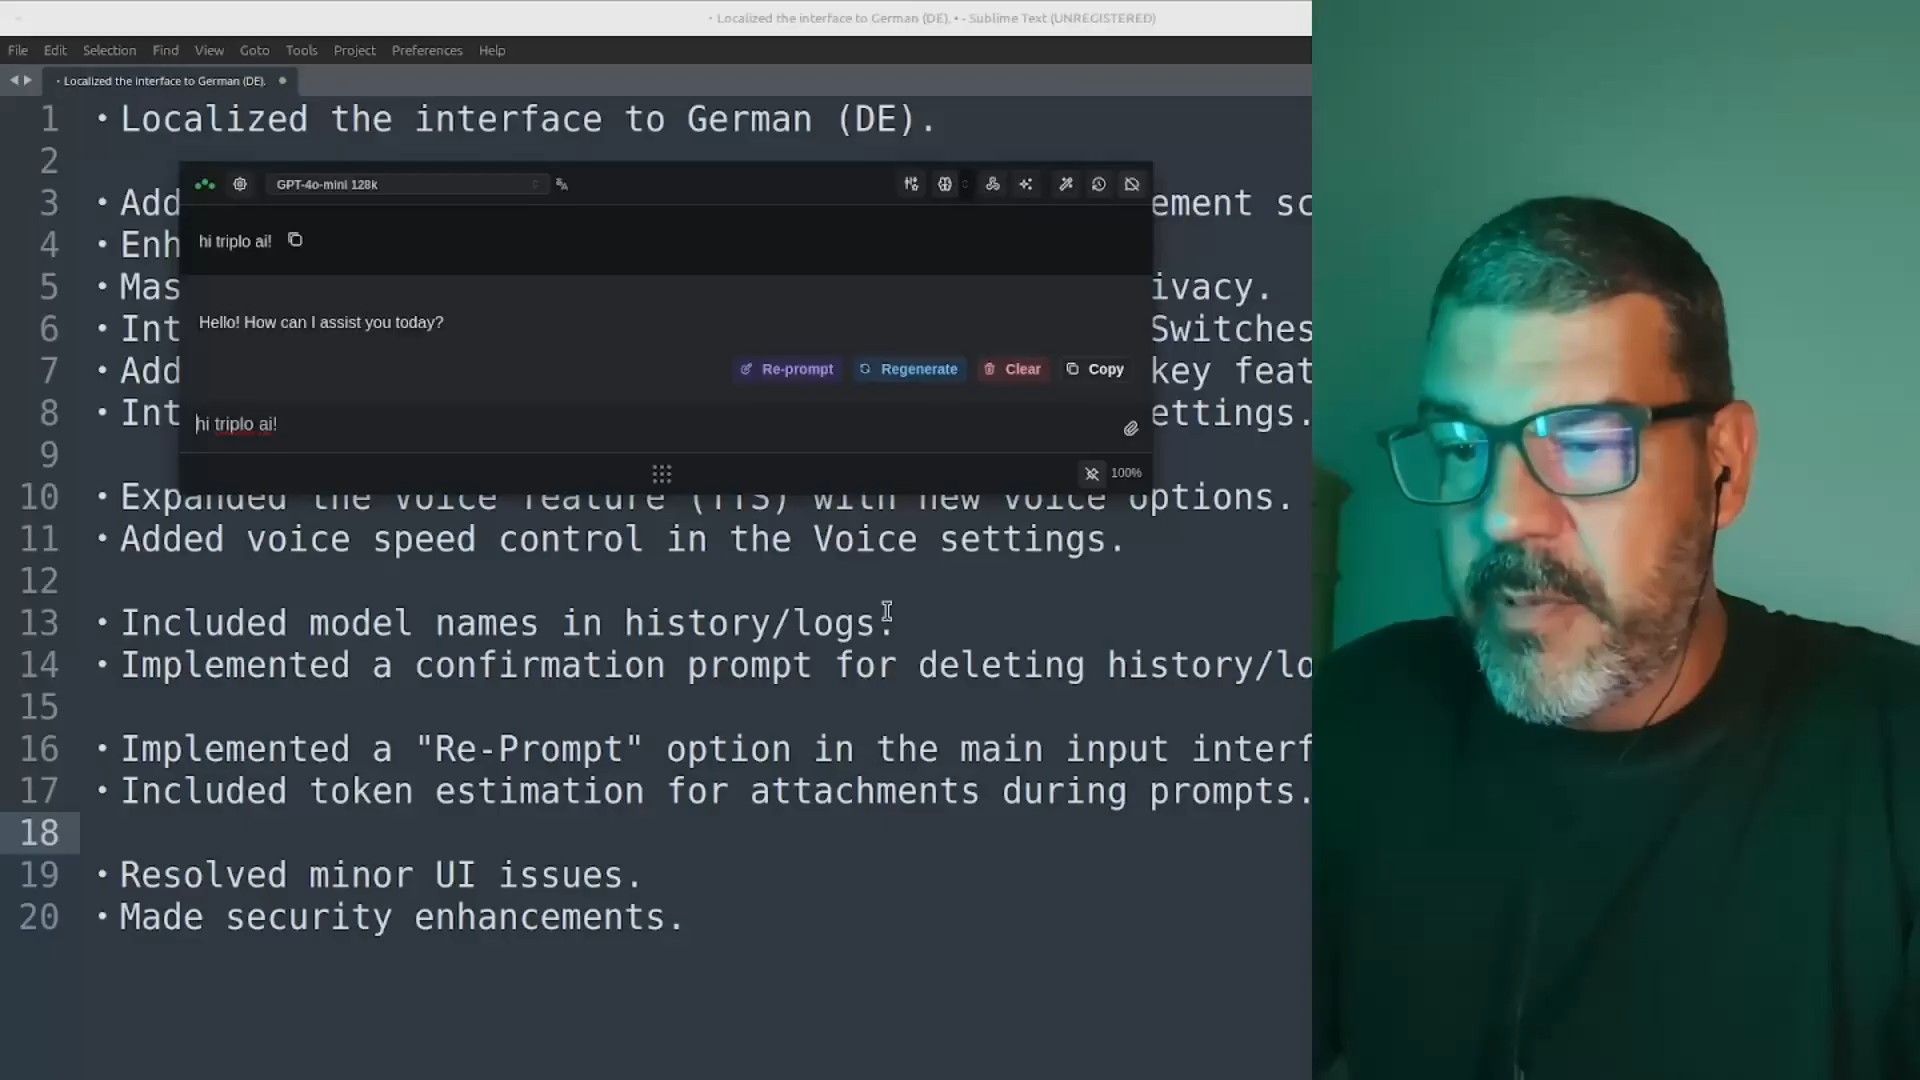 • Localized the interface to German (DE). • - Sublime Text (UNREGISTERED)
File Edit Selection Find View Goto Tools Project Preferences Help
• Localized the interface to German (DE).
1 • Localized the interface to German (DE).
2
GPT-4o-mini 128k
3 • Add ement sc
hi triplo ai!
4 • Enh
5 • Mas ivacy.
Hello! How can I assist you today?
6 • Int Switches
7 • Add key feat
Re-prompt Regenerate Clear Copy
8 • Int ettings.
hi triplo ai!
9
100%
10 • Expanded the Voice feature (TTS) with new voice options.
11 • Added voice speed control in the Voice settings.
12
13 • Included model names in history/logs.
14 • Implemented a confirmation prompt for deleting history/lo
15
16 • Implemented a "Re-Prompt" option in the main input interf
17 • Included token estimation for attachments during prompts.
18
19 • Resolved minor UI issues.
20 • Made security enhancements.